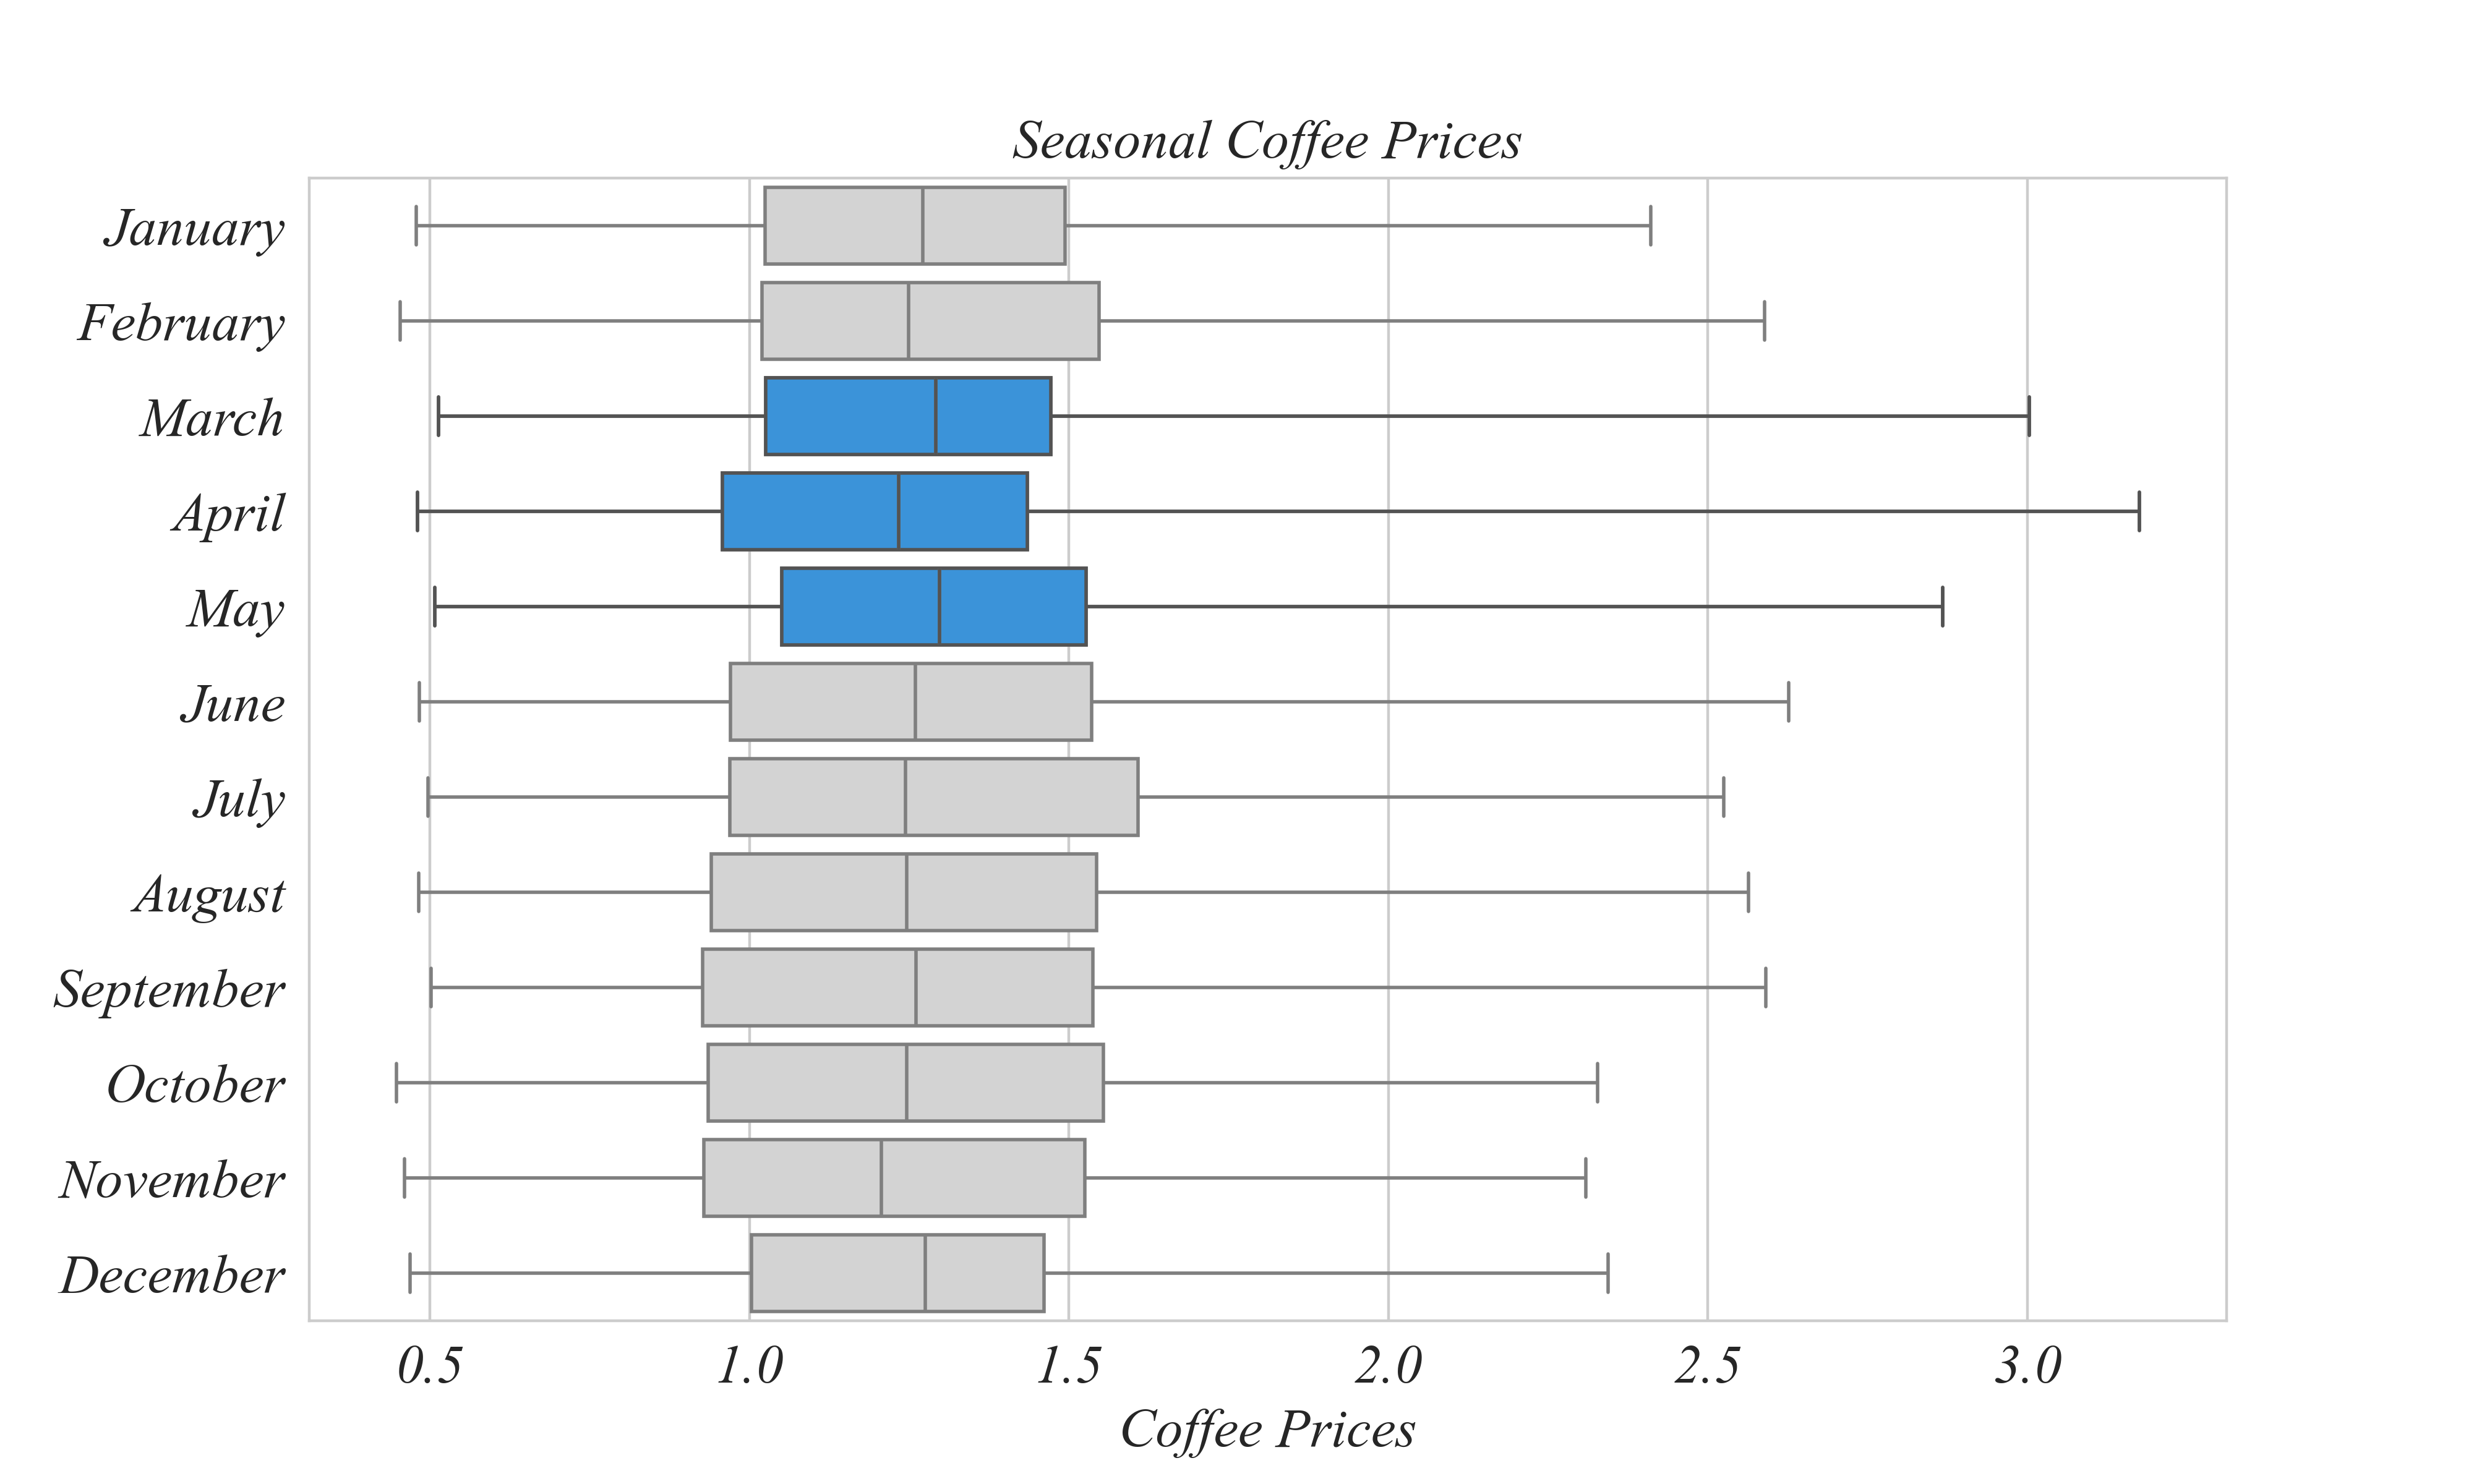 Seasonal Coffee Prices
January
February
March
April
May
June
July
August
September
October
November
December
0.5 1.0 1.5 2.0 2.5 3.0
Coffee Prices